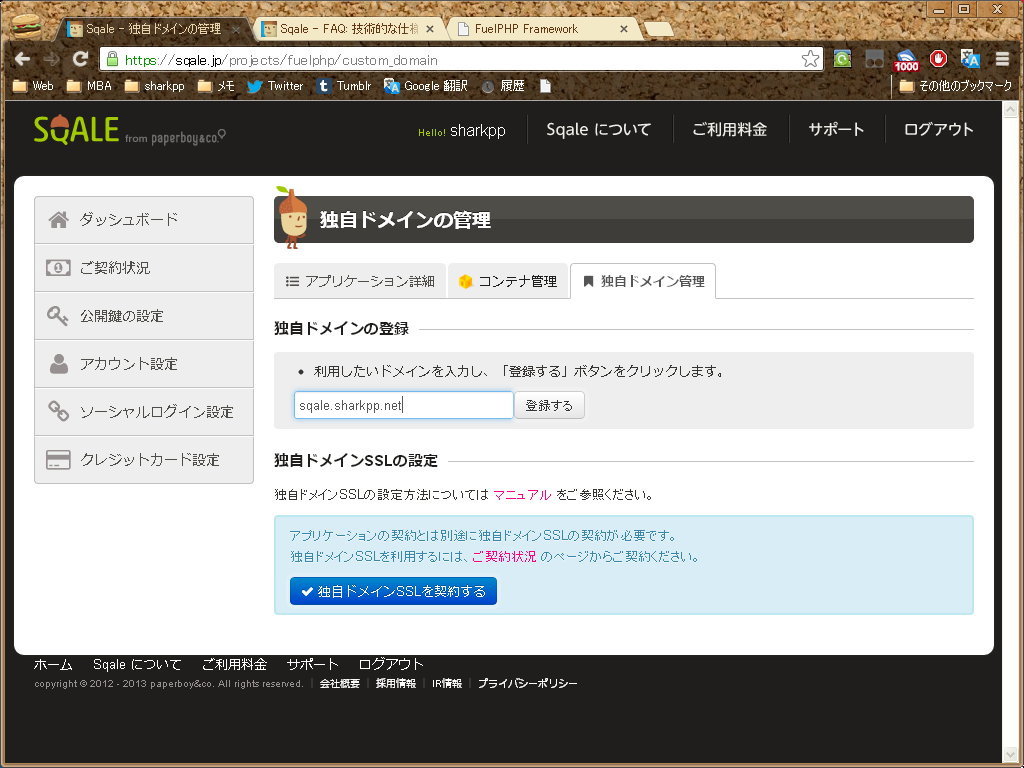 Sqale - 独自ドメインの管理
Sqale - FAQ: 技術的な仕様
FuelPHP Framework
https://sqale.jp/projects/fuelphp/custom_domain
1000
Web MBA sharkpp メモ Twitter Tumblr Google 翻訳 履歴 その他のブックマーク
SQALE from paperboy&co.
Hello! sharkpp Sqale について ご利用料金 サポート ログアウト
ダッシュボード
ご契約状況
公開鍵の設定
アカウント設定
ソーシャルログイン設定
クレジットカード設定
独自ドメインの管理
アプリケーション詳細 コンテナ管理 独自ドメイン管理
独自ドメインの登録
• 利用したいドメインを入力し、「登録する」ボタンをクリックします。
sqale.sharkpp.net 登録する
独自ドメインSSLの設定
独自ドメインSSLの設定方法については マニュアル をご参照ください。
アプリケーションの契約とは別途に独自ドメインSSLの契約が必要です。
独自ドメインSSLを利用するには、ご契約状況 のページからご契約ください。
独自ドメインSSLを契約する
ホーム Sqale について ご利用料金 サポート ログアウト
copyright © 2012 - 2013 paperboy&co. All rights reserved. 会社概要 採用情報 IR情報 プライバシーポリシー